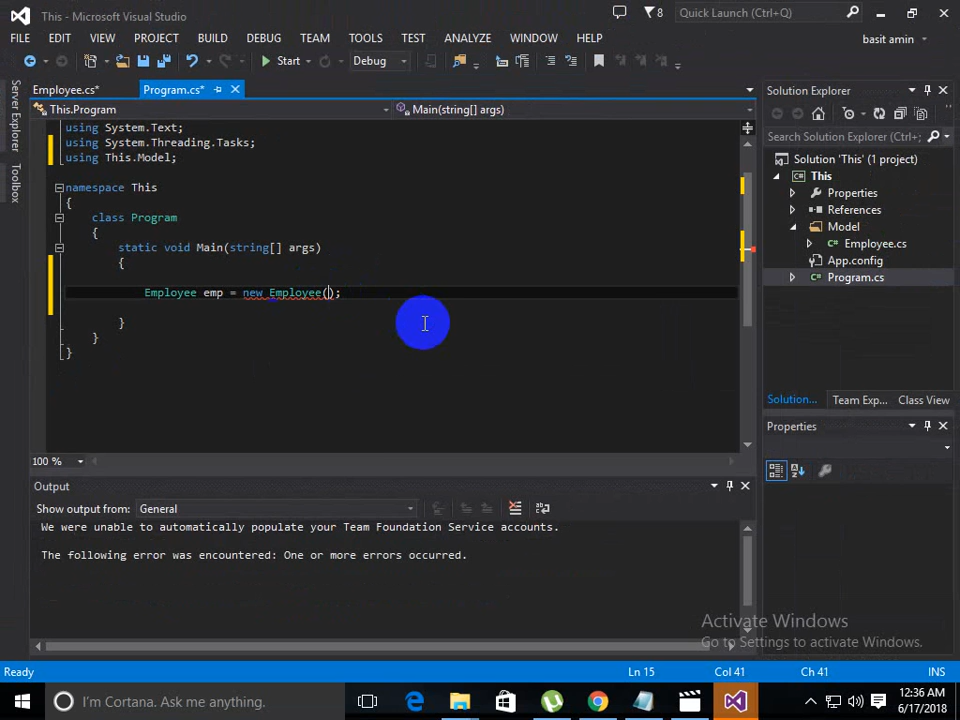 This - Microsoft Visual Studio
8
Quick Launch (Ctrl+Q)
FILE EDIT VIEW PROJECT BUILD DEBUG TEAM TOOLS TEST ANALYZE WINDOW HELP
basit amin
Start Debug
Server Explorer
Toolbox
Employee.cs* Program.cs*
This.Program Main(string[] args)
using System.Text;
using System.Threading.Tasks;
using This.Model;
namespace This
{
class Program
{
static void Main(string[] args)
{
Employee emp = new Employee();
}
}
}
100 %
Output
Show output from: General
We were unable to automatically populate your Team Foundation Service accounts.
The following error was encountered: One or more errors occurred.
Solution Explorer
Search Solution Explorer (Ctrl+;
Solution 'This' (1 project)
This
Properties
References
Model
Employee.cs
App.config
Program.cs
Solution... Team Exp... Class View
Properties
Activate Windows
Go to Settings to activate Windows.
Ready Ln 15 Col 41 Ch 41 INS
I'm Cortana. Ask me anything.
12:36 AM
6/17/2018